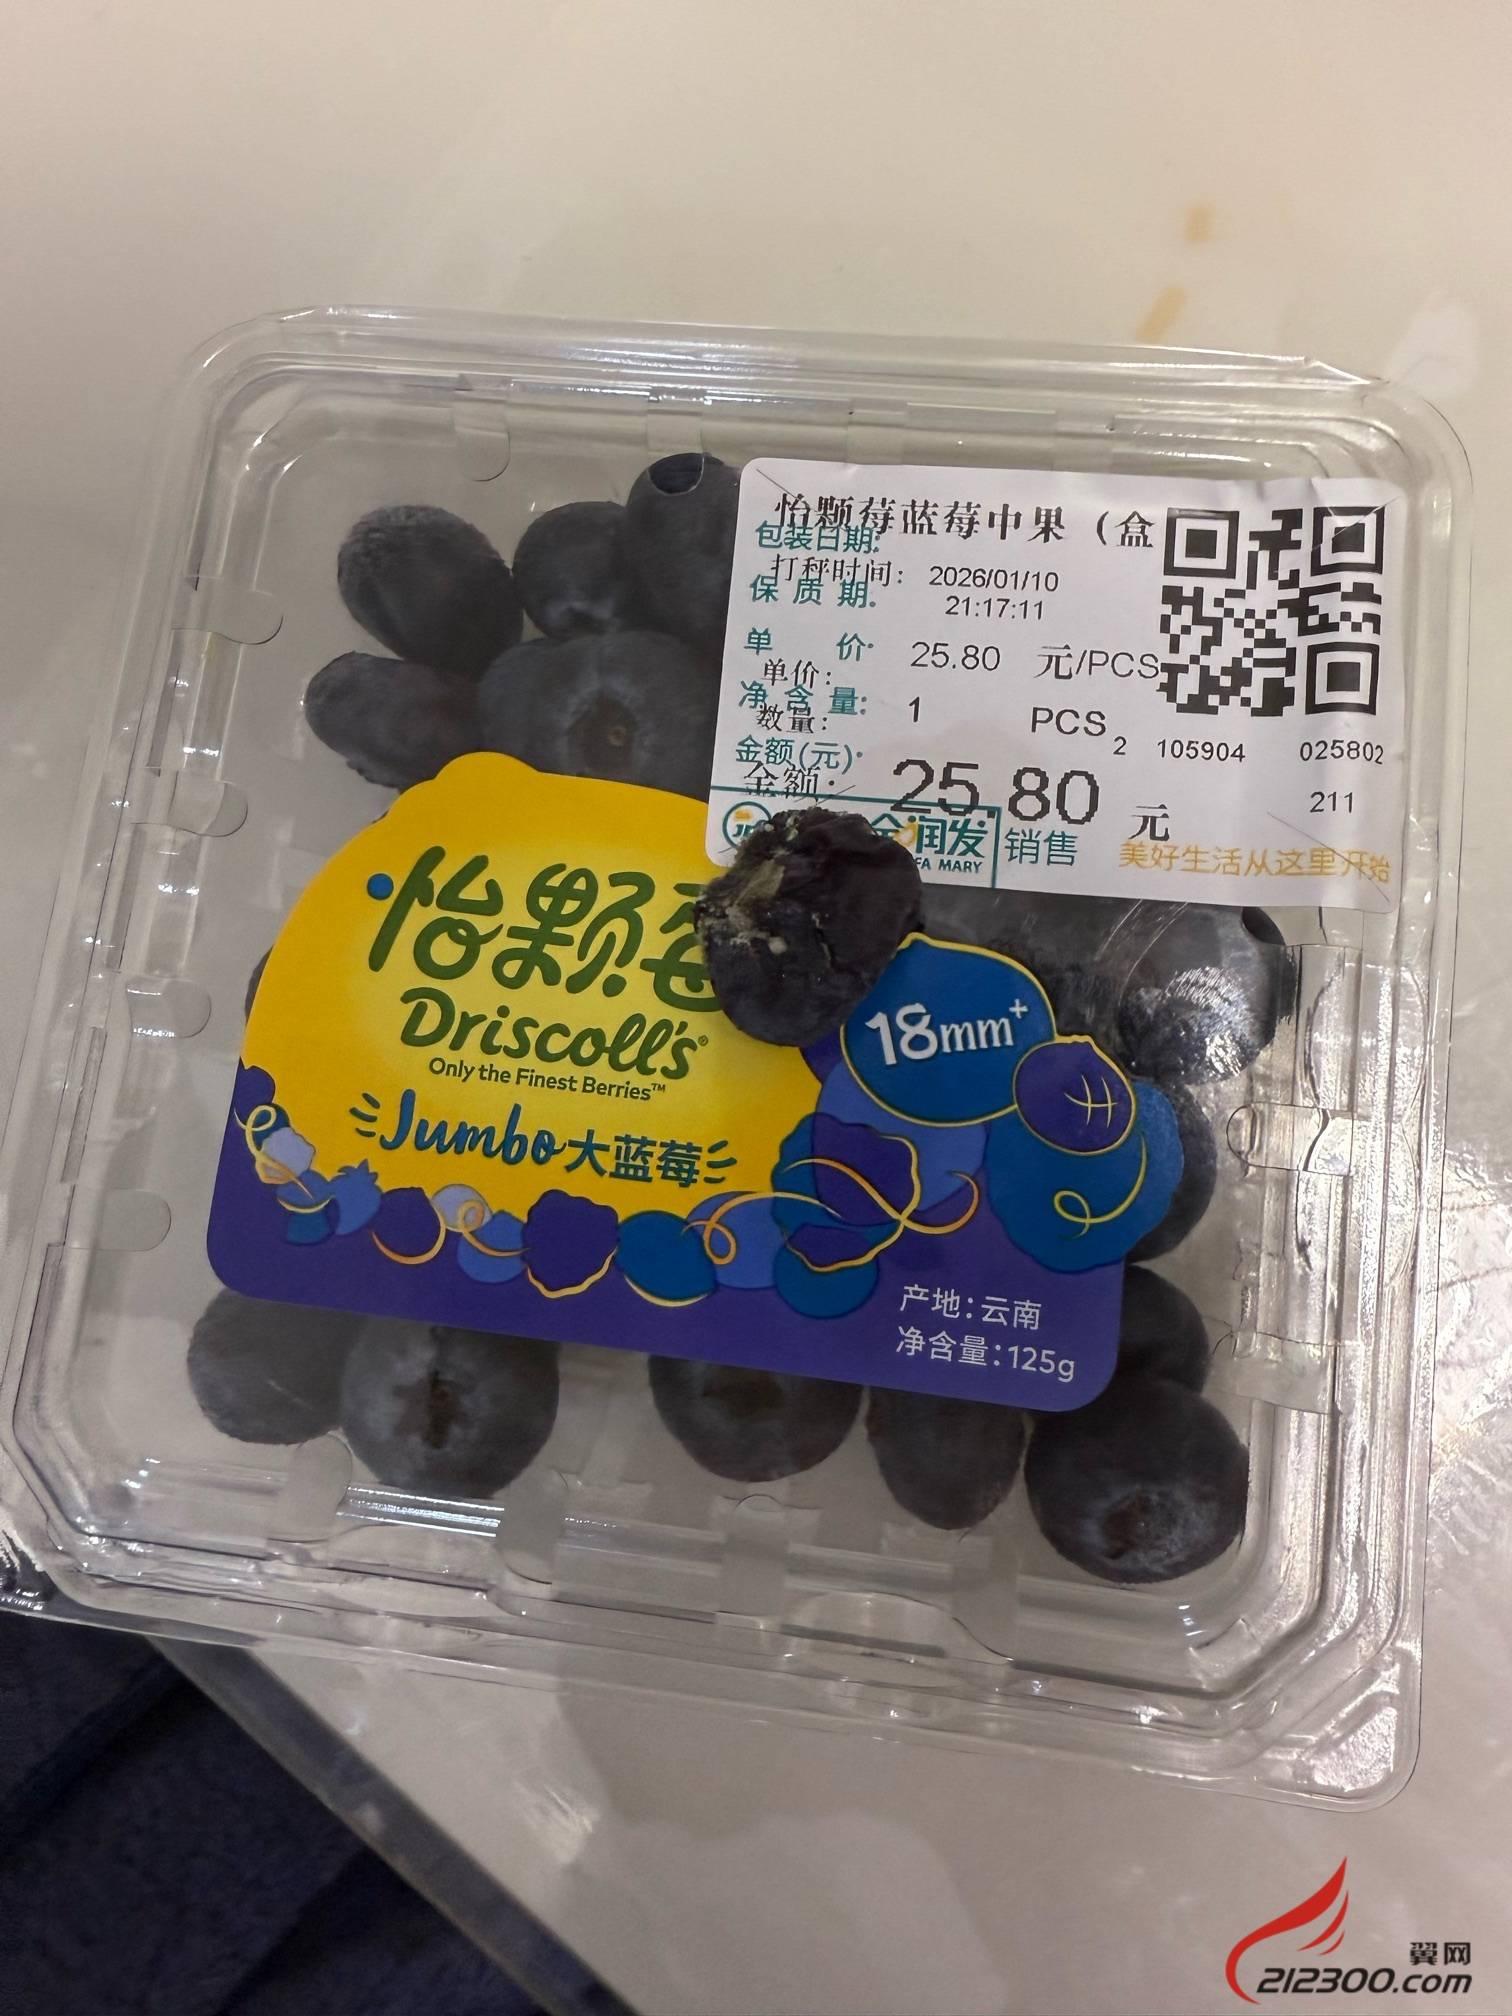 怡颗莓蓝莓中果（盒
包装日期:
打秤时间: 2026/01/10
21:17:11
保质期:
单价: 25.80 元/PCS
单价:
净含量: 1 PCS
数量:
2 105904 025802
金额(元):
金额: 25.80 元
211
润发 销售
FA MARY
美好生活从这里开始
怡颗莓
Driscoll's®
Only the Finest Berries™
Jumbo大蓝莓
18mm+
产地:云南
净含量:125g
翼网
212300.com